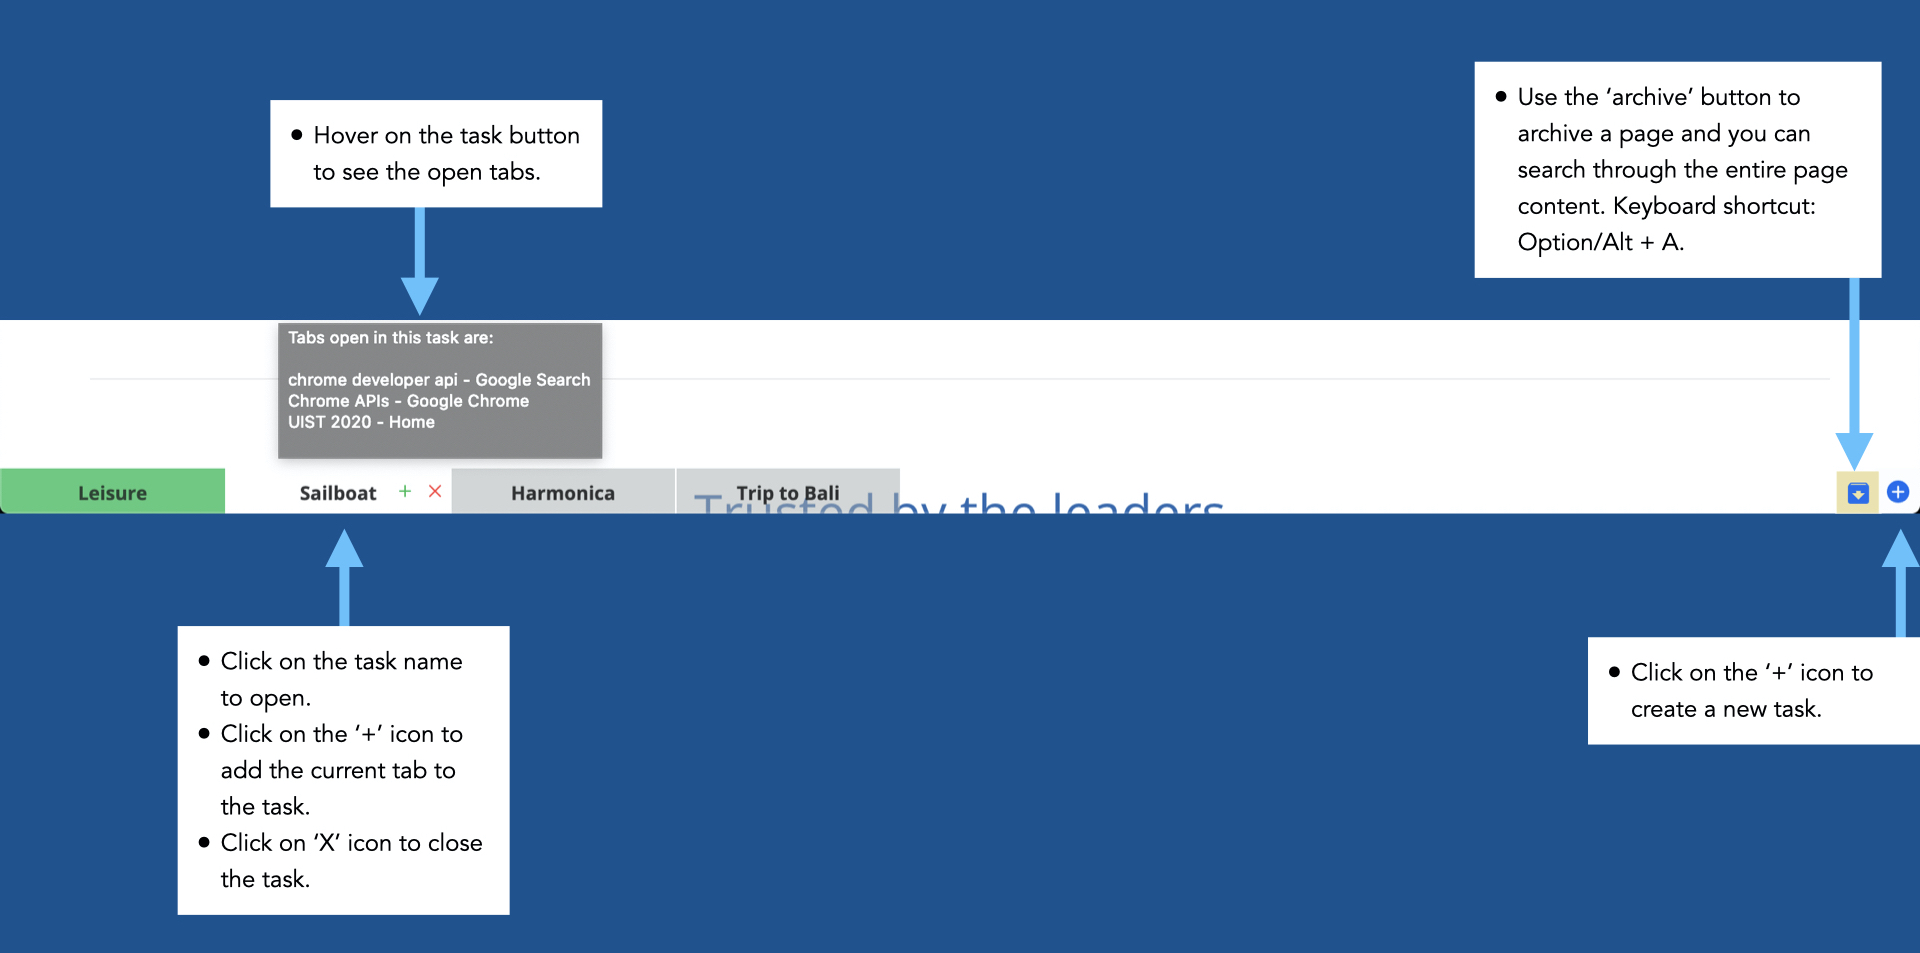 • Hover on the task button
to see the open tabs.
• Use the ‘archive’ button to
archive a page and you can
search through the entire page
content. Keyboard shortcut:
Option/Alt + A.
Tabs open in this task are:
chrome developer api - Google Search
Chrome APIs - Google Chrome
UIST 2020 - Home
Leisure
Sailboat + ×
Harmonica
Trip to Bali
Trusted by the leaders
• Click on the task name
to open.
• Click on the ‘+’ icon to
add the current tab to
the task.
• Click on ‘X’ icon to close
the task.
• Click on the ‘+’ icon to
create a new task.